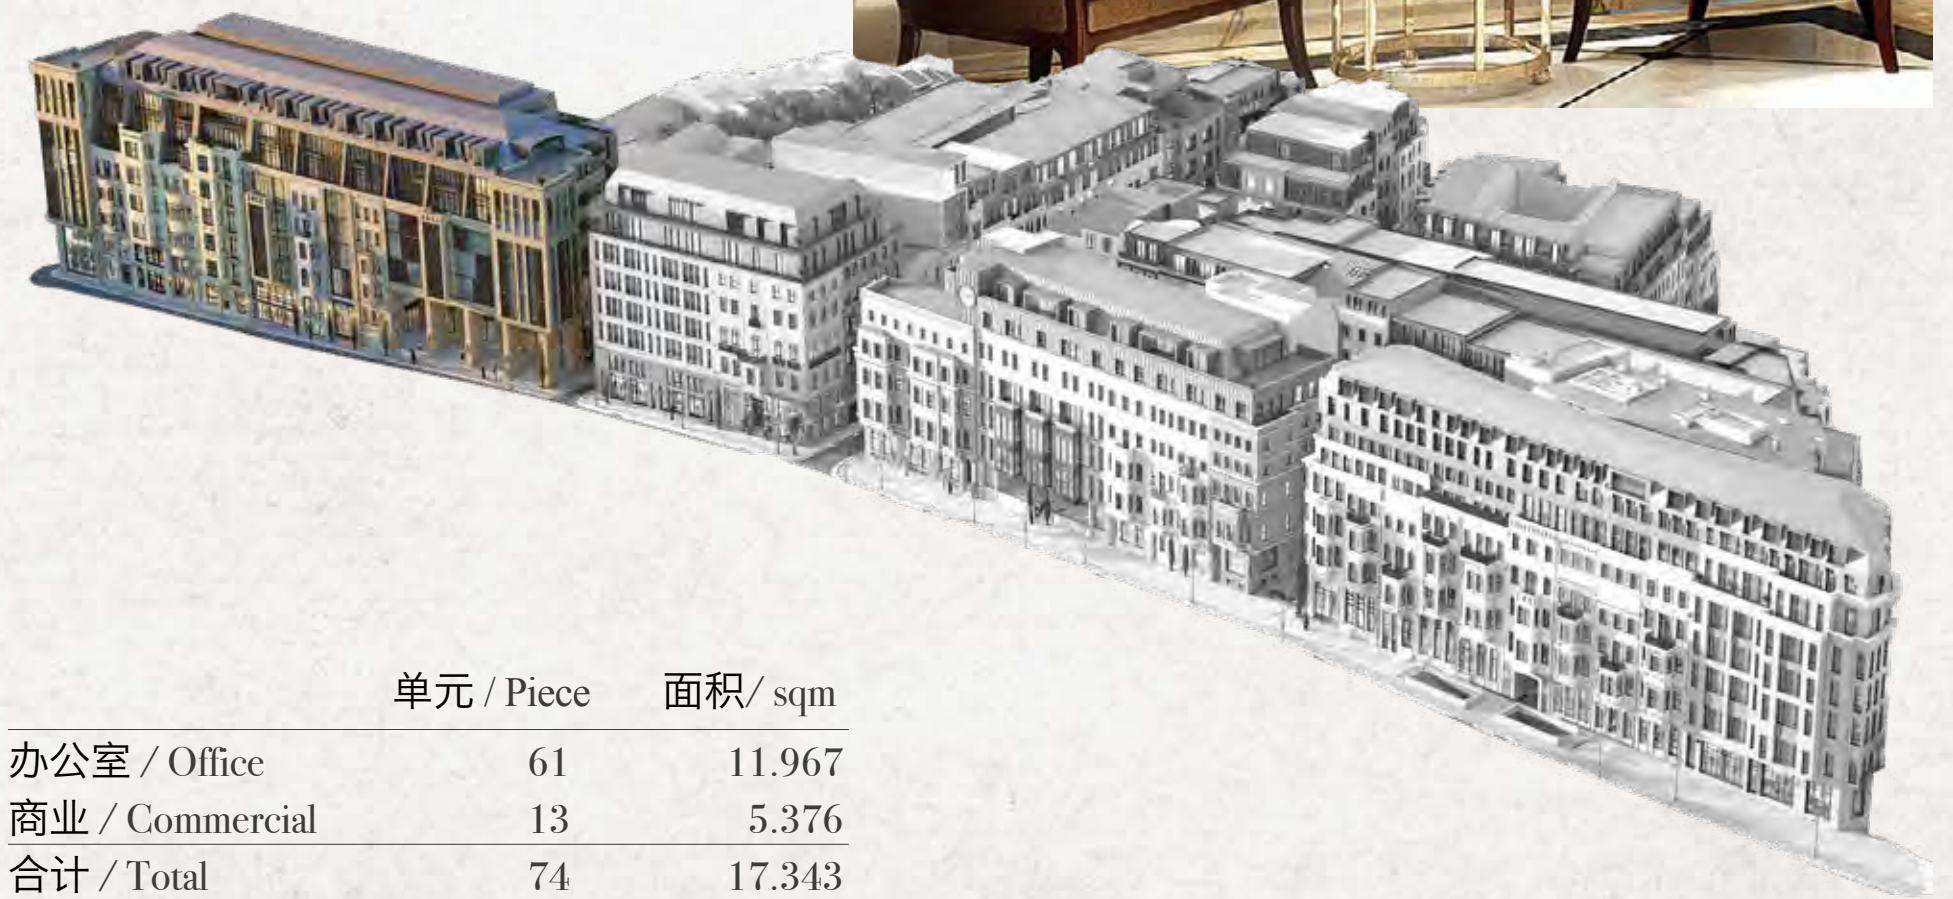 单元 / Piece 面积/ sqm
办公室 / Office 61 11.967
商业 / Commercial 13 5.376
合计 / Total 74 17.343